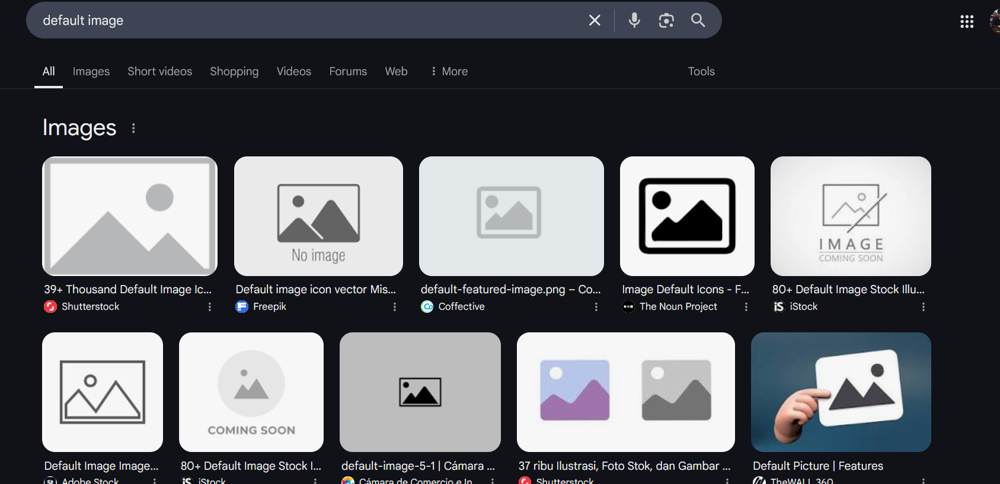 default image
All Images Short videos Shopping Videos Forums Web More Tools
Images
No image
IMAGE
COMING SOON
39+ Thousand Default Image Ic...
Shutterstock
Default image icon vector Mis...
Freepik
default-featured-image.png – Co...
Coffective
Image Default Icons - F...
The Noun Project
80+ Default Image Stock Illu...
iS iStock
COMING SOON
Default Image Image...
St Adobe Stock
80+ Default Image Stock I...
iS iStock
default-image-5-1 | Cámara ...
Cámara de Comercio e In...
37 ribu Ilustrasi, Foto Stok, dan Gambar ...
Shutterstock
Default Picture | Features
TheWALL 360